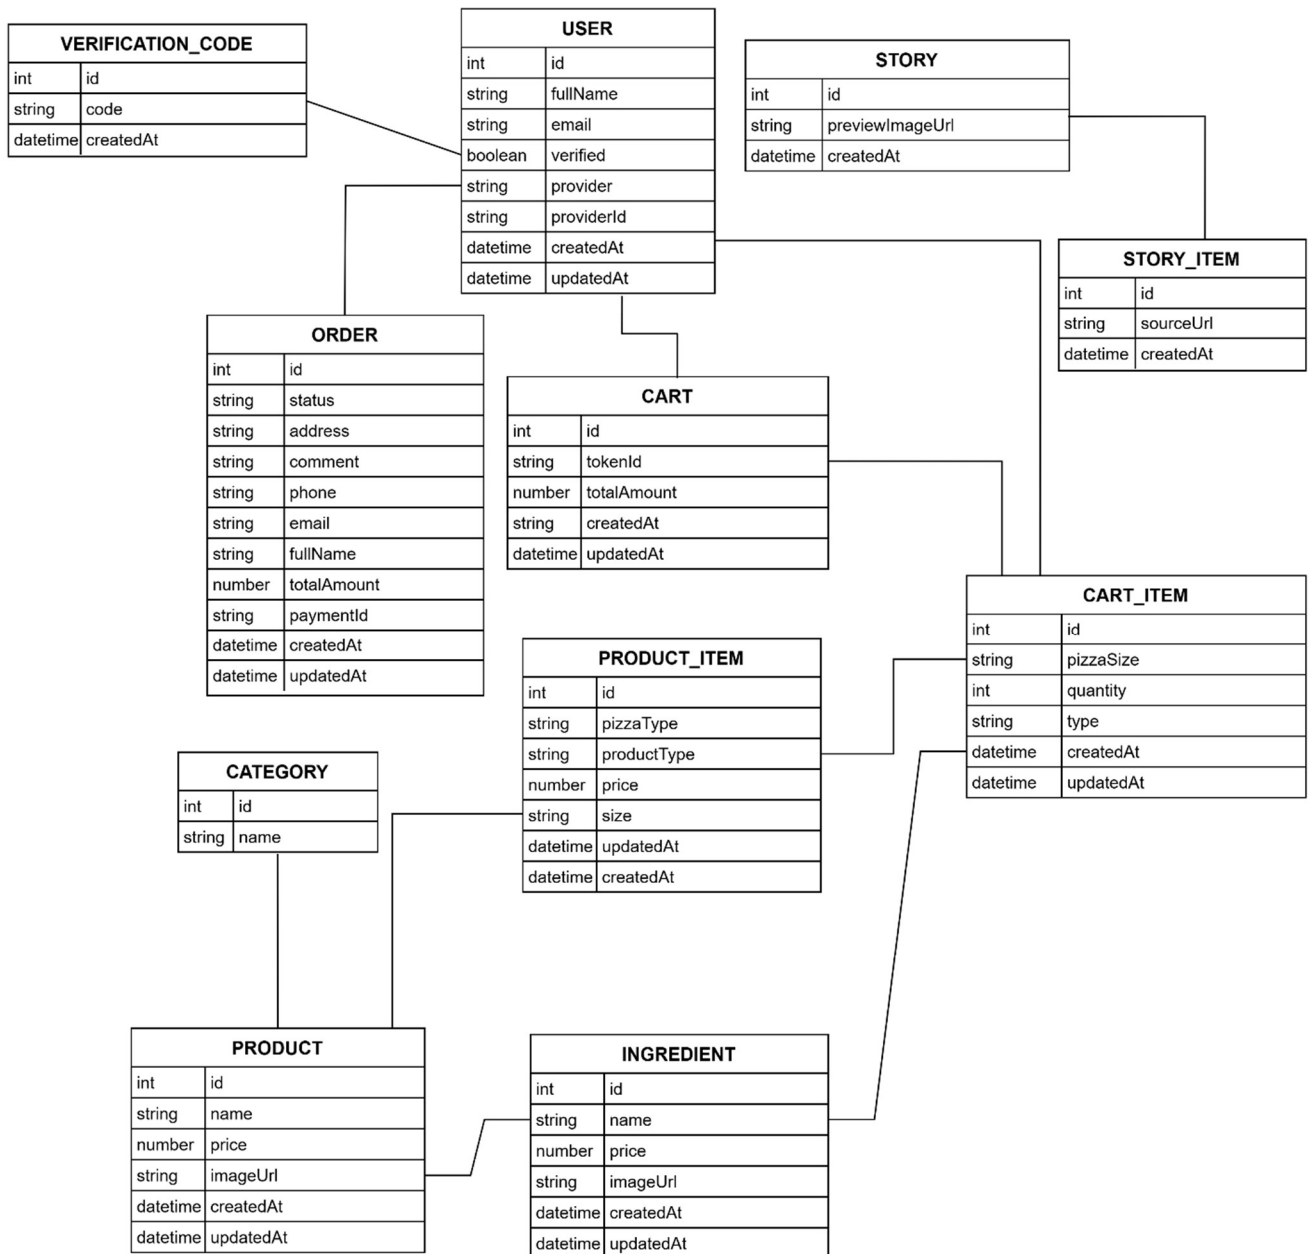 VERIFICATION_CODE
int id
string code
datetime createdAt
USER
int id
string fullName
string email
boolean verified
string provider
string providerId
datetime createdAt
datetime updatedAt
STORY
int id
string previewImageUrl
datetime createdAt
STORY_ITEM
int id
string sourceUrl
datetime createdAt
ORDER
int id
string status
string address
string comment
string phone
string email
string fullName
number totalAmount
string paymentId
datetime createdAt
datetime updatedAt
CART
int id
string tokenId
number totalAmount
string createdAt
datetime updatedAt
CART_ITEM
int id
string pizzaSize
int quantity
string type
datetime createdAt
datetime updatedAt
PRODUCT_ITEM
int id
string pizzaType
string productType
number price
string size
datetime updatedAt
datetime createdAt
CATEGORY
int id
string name
PRODUCT
int id
string name
number price
string imageUrl
datetime createdAt
datetime updatedAt
INGREDIENT
int id
string name
number price
string imageUrl
datetime createdAt
datetime updatedAt